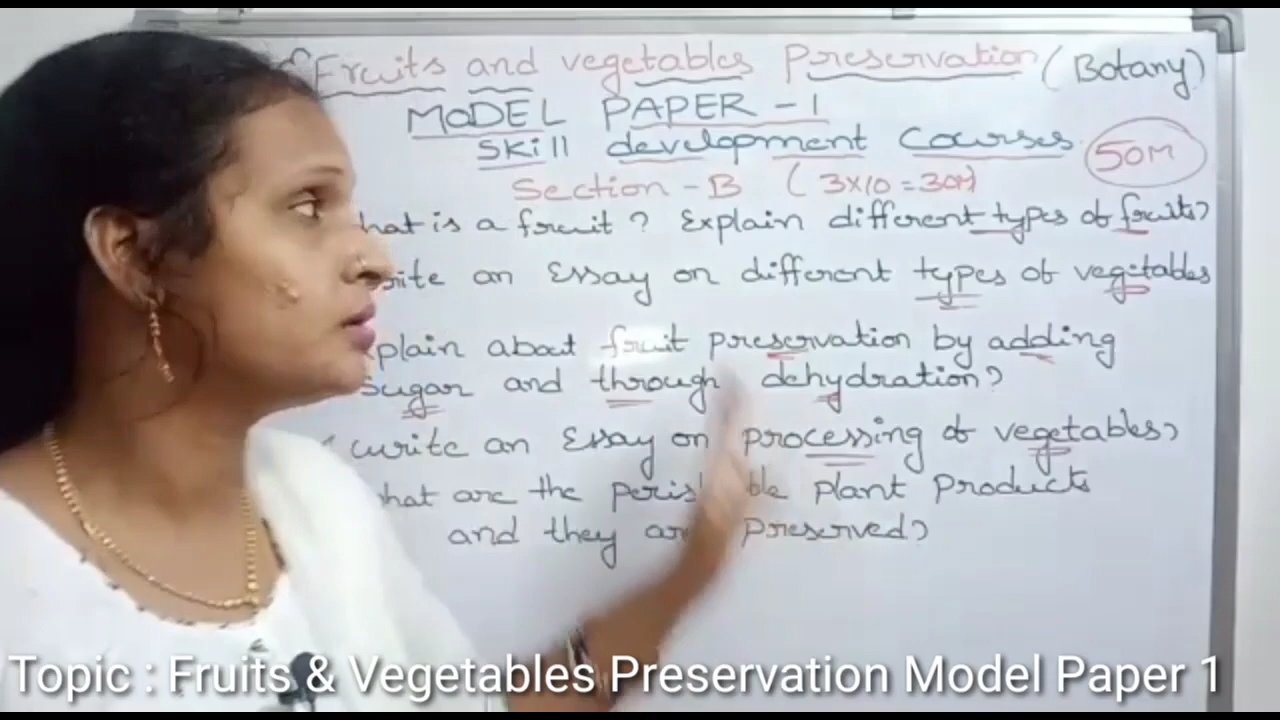 Fruits and vegetables Preservation (Botany)
MODEL PAPER - 1
Skill development Courses 50M
Section - B (3x10=30M)
hat is a fruit? Explain different types of fruits?
rite an Essay on different types of vegetables
plain about fruit preservation by adding
Sugar and through dehydration?
write an Essay on processing of vegetables?
hat are the plant Products
and they preserved?
Topic : Fruits & Vegetables Preservation Model Paper 1